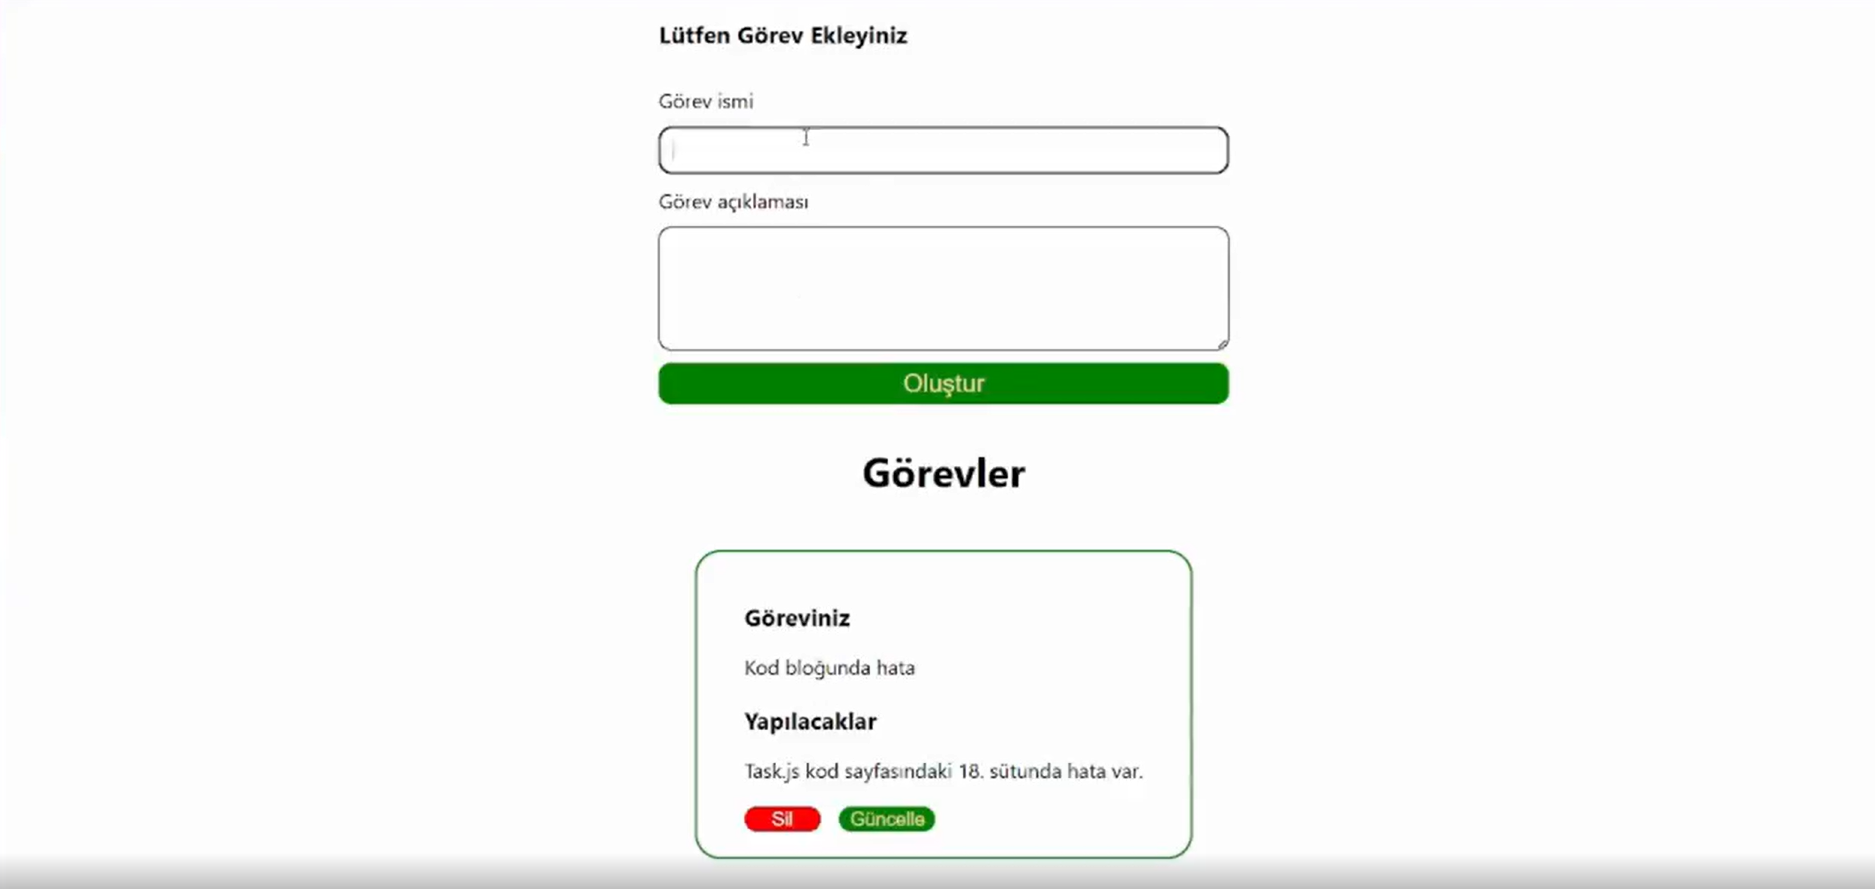 Lütfen Görev Ekleyiniz
Görev ismi
Görev açıklaması
Oluştur
Görevler
Göreviniz
Kod bloğunda hata
Yapılacaklar
Task.js kod sayfasındaki 18. sütunda hata var.
Sil Güncelle